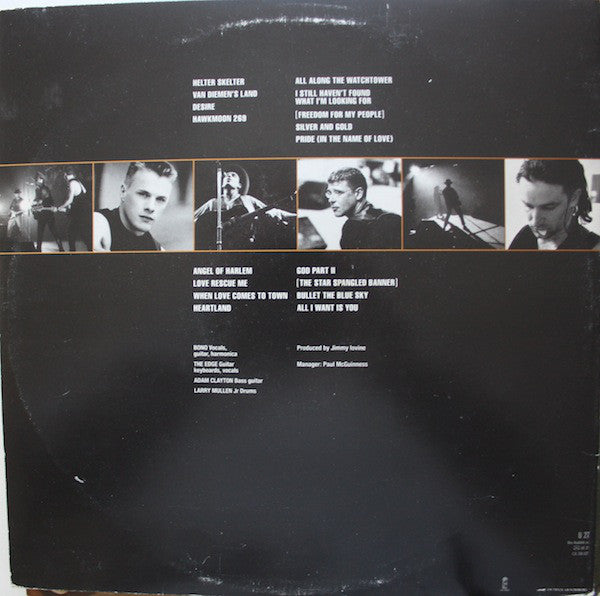 HELTER SKELTER
VAN DIEMEN'S LAND
DESIRE
HAWKMOON 269
ALL ALONG THE WATCHTOWER
I STILL HAVEN'T FOUND
WHAT I'M LOOKING FOR
[FREEDOM FOR MY PEOPLE]
SILVER AND GOLD
PRIDE (IN THE NAME OF LOVE)
ANGEL OF HARLEM
LOVE RESCUE ME
WHEN LOVE COMES TO TOWN
HEARTLAND
GOD PART II
[THE STAR SPANGLED BANNER]
BULLET THE BLUE SKY
ALL I WANT IS YOU
BONO Vocals,
guitar, harmonica
THE EDGE Guitar
keyboards, vocals
ADAM CLAYTON Bass guitar
LARRY MULLEN Jr Drums
Produced by Jimmy Iovine
Manager: Paul McGuinness
U 27